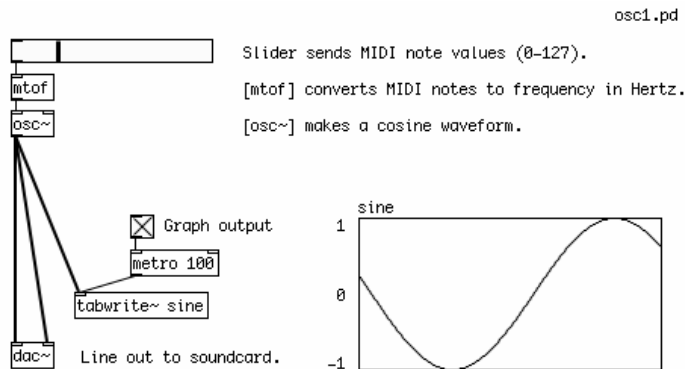 osc1.pd
Slider sends MIDI note values (0-127).
mtof
[mtof] converts MIDI notes to frequency in Hertz.
osc~
[osc~] makes a cosine waveform.
sine
Graph output
1
metro 100
0
tabwrite~ sine
dac~
Line out to soundcard.
-1